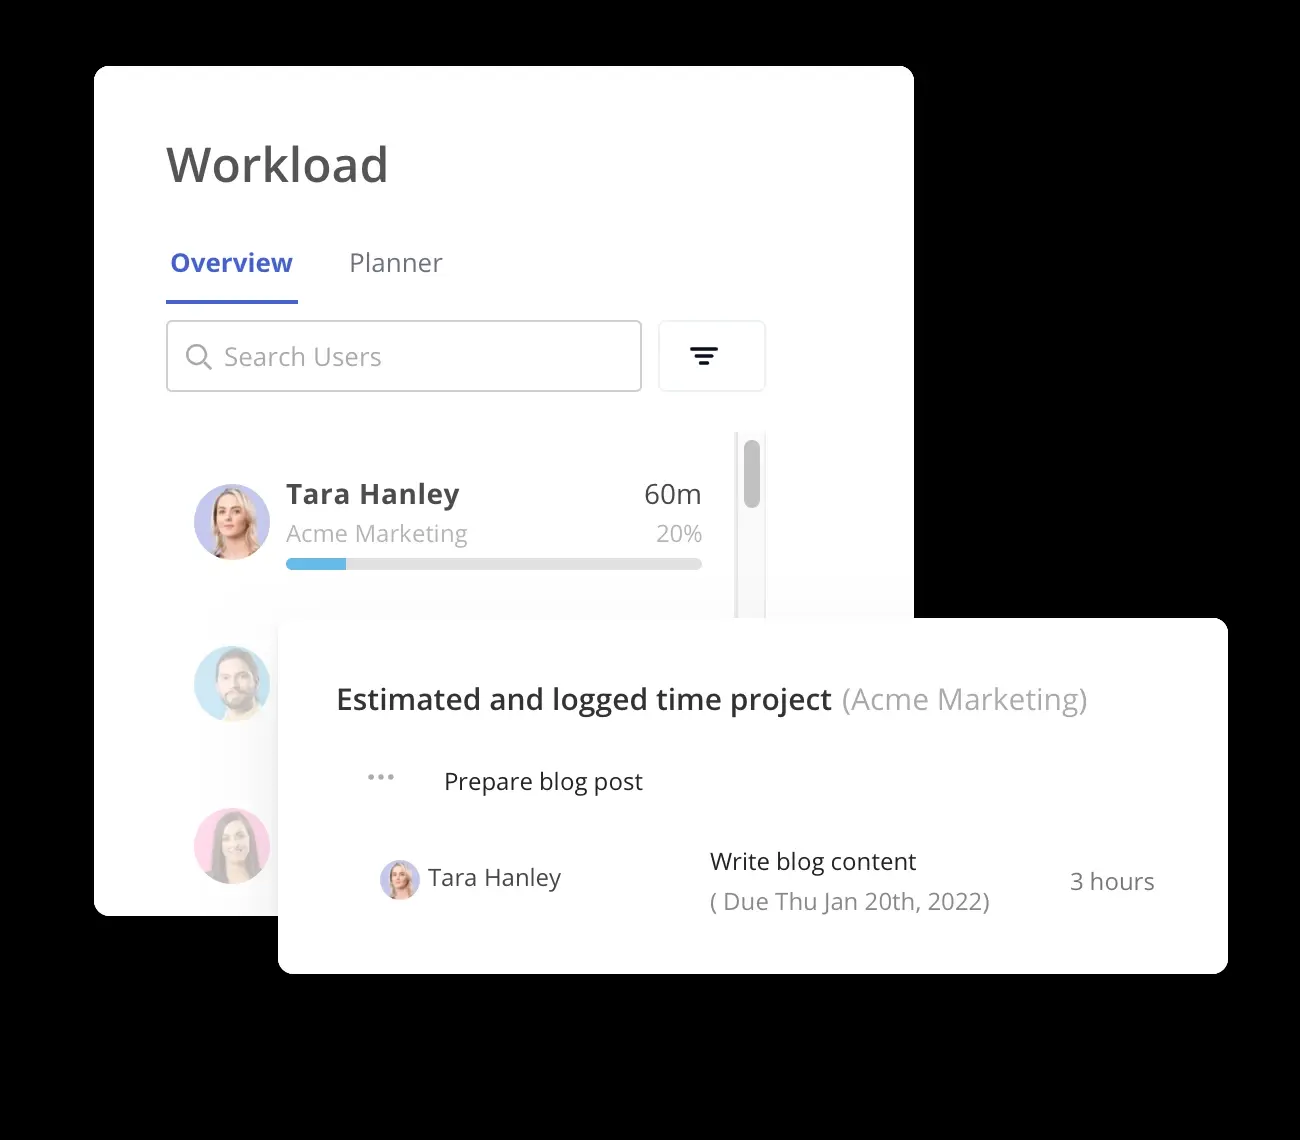 Workload
Overview Planner
Search Users
Tara Hanley 60m
Acme Marketing 20%
Estimated and logged time project (Acme Marketing)
Prepare blog post
Write blog content
Tara Hanley
3 hours
( Due Thu Jan 20th, 2022)